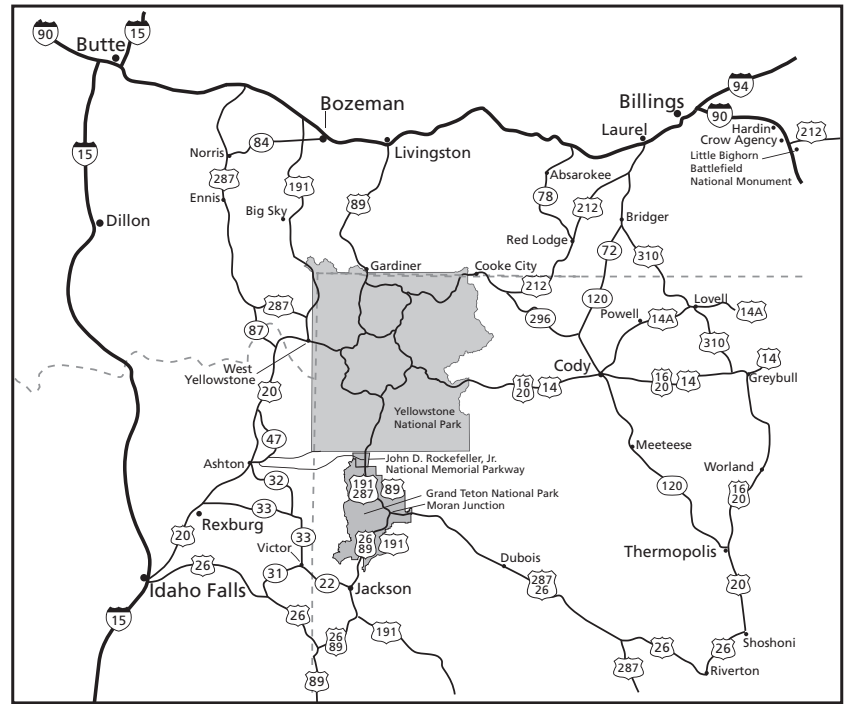 90
15
Butte
94
Billings
90
Bozeman
Laurel
Hardin
Crow Agency
212
Little Bighorn
Battlefield
National Monument
84
Livingston
15
Norris
287
191
Absarokee
78
Ennis
89
212
Big Sky
Dillon
Bridger
Red Lodge
72
310
Gardiner
Cooke City
212
287
120
Lovell
87
296
Powell
14A
14A
310
West
Yellowstone
Cody
14
20
16
20
14
16
20
14
Greybull
Yellowstone
National Park
47
Meeteese
Ashton
John D. Rockefeller, Jr.
National Memorial Parkway
Worland
32
191
287
89
120
16
20
Grand Teton National Park
Moran Junction
33
Rexburg
20
33
26
89
191
Victor
Thermopolis
Dubois
26
31
22
287
26
20
Idaho Falls
Jackson
15
26
26
89
191
Shoshoni
26
26
287
Riverton
89